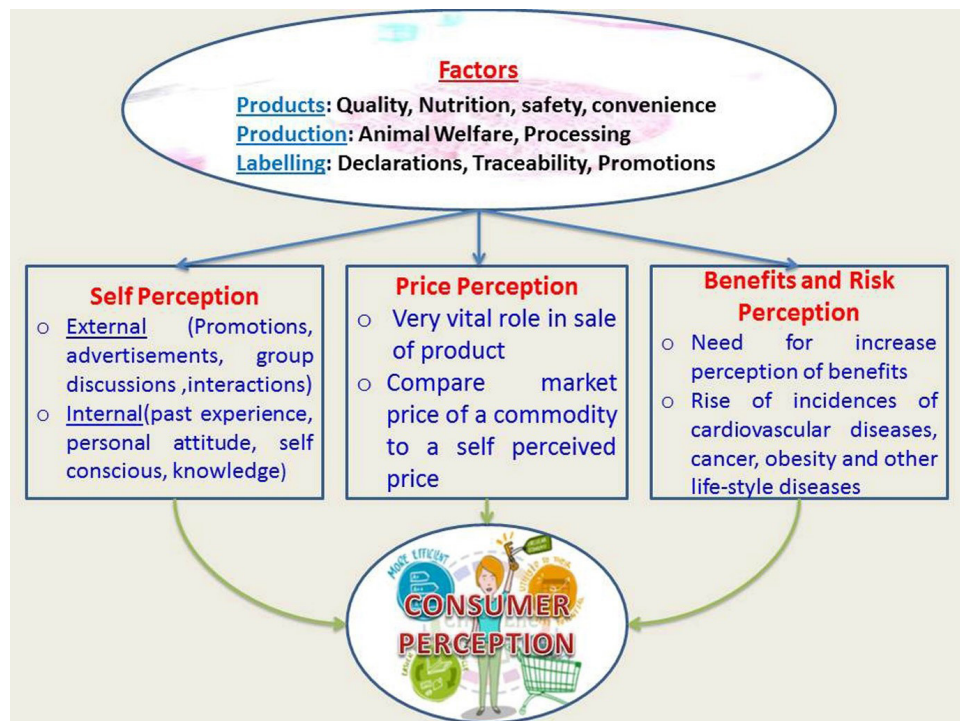 Factors
Products: Quality, Nutrition, safety, convenience
Production: Animal Welfare, Processing
Labelling: Declarations, Traceability, Promotions
Self Perception
o External (Promotions,
advertisements, group
discussions ,interactions)
o Internal(past experience,
personal attitude, self
conscious, knowledge)
Price Perception
o Very vital role in sale
of product
o Compare market
price of a commodity
to a self perceived
price
Benefits and Risk
Perception
o Need for increase
perception of benefits
o Rise of incidences of
cardiovascular diseases,
cancer, obesity and other
life-style diseases
MORE EFFICIENT
CONSUMER
PERCEPTION